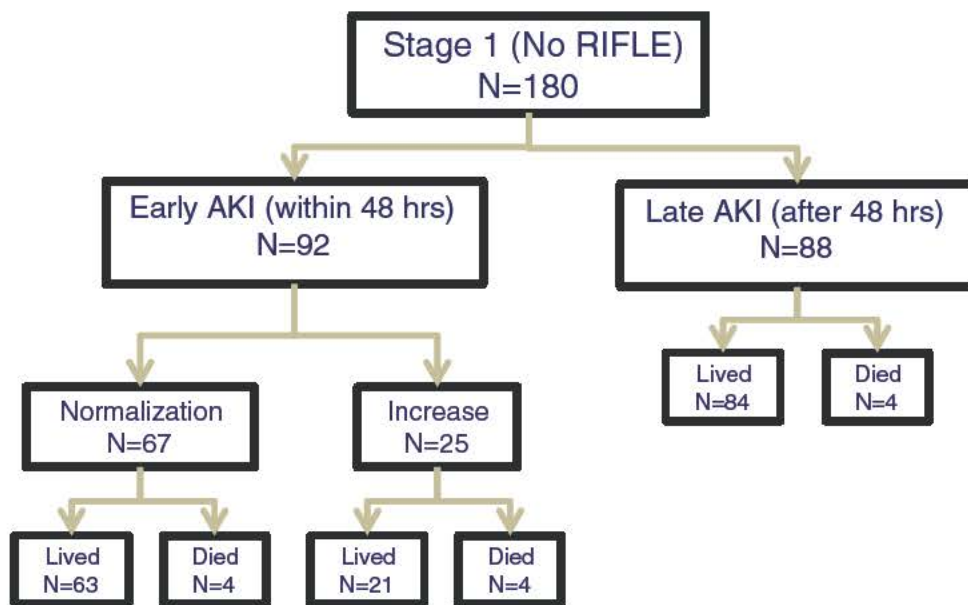 Stage 1 (No RIFLE)
N=180
Early AKI (within 48 hrs)
N=92
Late AKI (after 48 hrs)
N=88
Lived
N=84
Died
N=4
Normalization
N=67
Increase
N=25
Lived
N=63
Died
N=4
Lived
N=21
Died
N=4